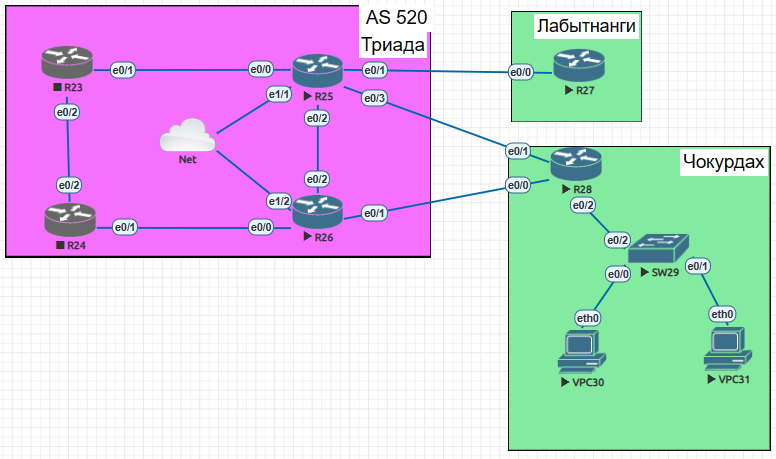 AS 520
Триада
Лабытнанги
R23
e0/1
e0/0
R25
e0/1
e0/0
R27
e1/1
e0/3
e0/2
e0/2
Net
e0/1
R28
Чокурдах
e0/0
e0/2
e0/2
e1/2
e0/2
R24
e0/1
e0/0
R26
e0/1
e0/2
SW29
e0/0
e0/1
eth0
eth0
VPC30
VPC31